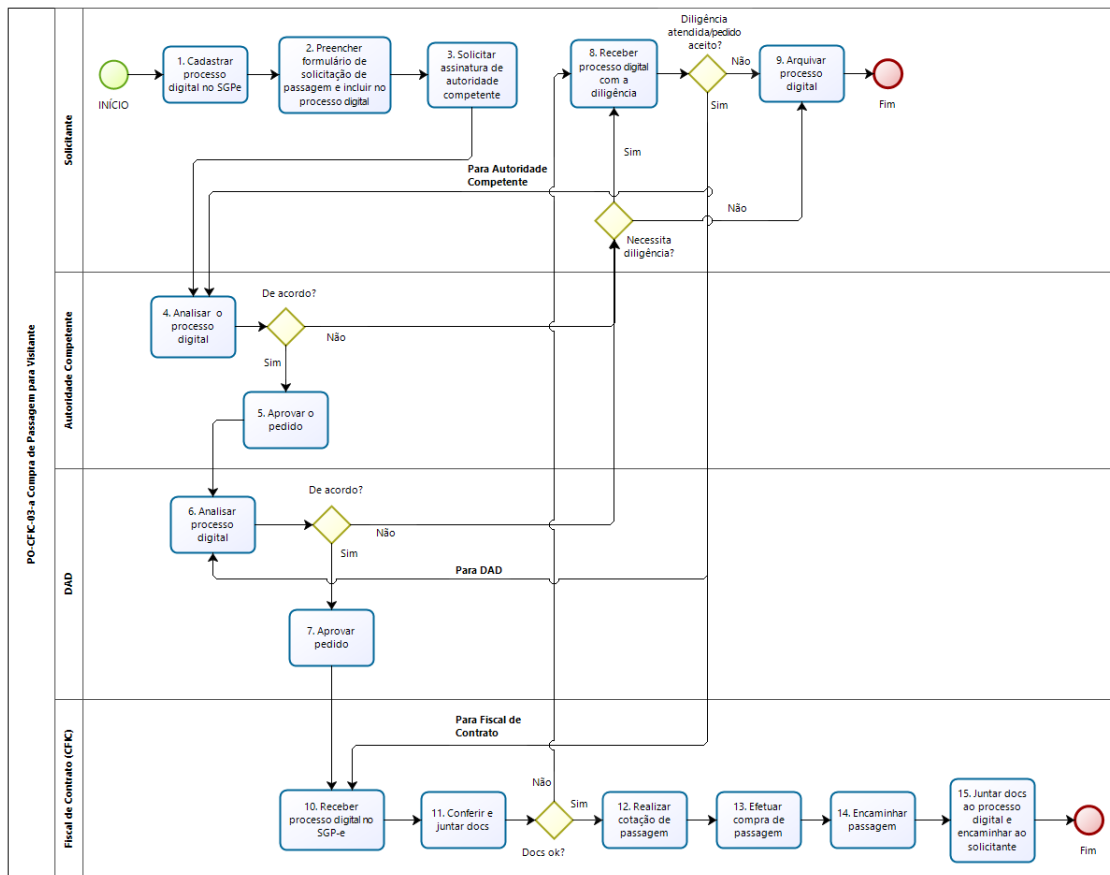 PO-CFIC-03-a Compra de Passagem para Visitante
Solicitante
INÍCIO
1. Cadastrar
processo
digital no SGPe
2. Preencher
formulário de
solicitação de
passagem e incluir no
processo digital
3. Solicitar
assinatura de
autoridade
competente
8. Receber
processo digital
com a
diligência
Diligência
atendida/pedido
aceito?
Não
Sim
9. Arquivar
processo
digital
Fim
Para Autoridade
Competente
Sim
Não
Necessita
diligência?
Autoridade Competente
4. Analisar o
processo
digital
De acordo?
Não
Sim
5. Aprovar o
pedido
DAD
6. Analisar
processo
digital
De acordo?
Não
Sim
Para DAD
7. Aprovar
pedido
Fiscal de Contrato (CFIC)
Para Fiscal de
Contrato
10. Receber
processo digital no
SGP-e
11. Conferir e
juntar docs
Não
Sim
Docs ok?
12. Realizar
cotação de
passagem
13. Efetuar
compra de
passagem
14. Encaminhar
passagem
15. Juntar docs
ao processo
digital e
encaminhar ao
solicitante
Fim